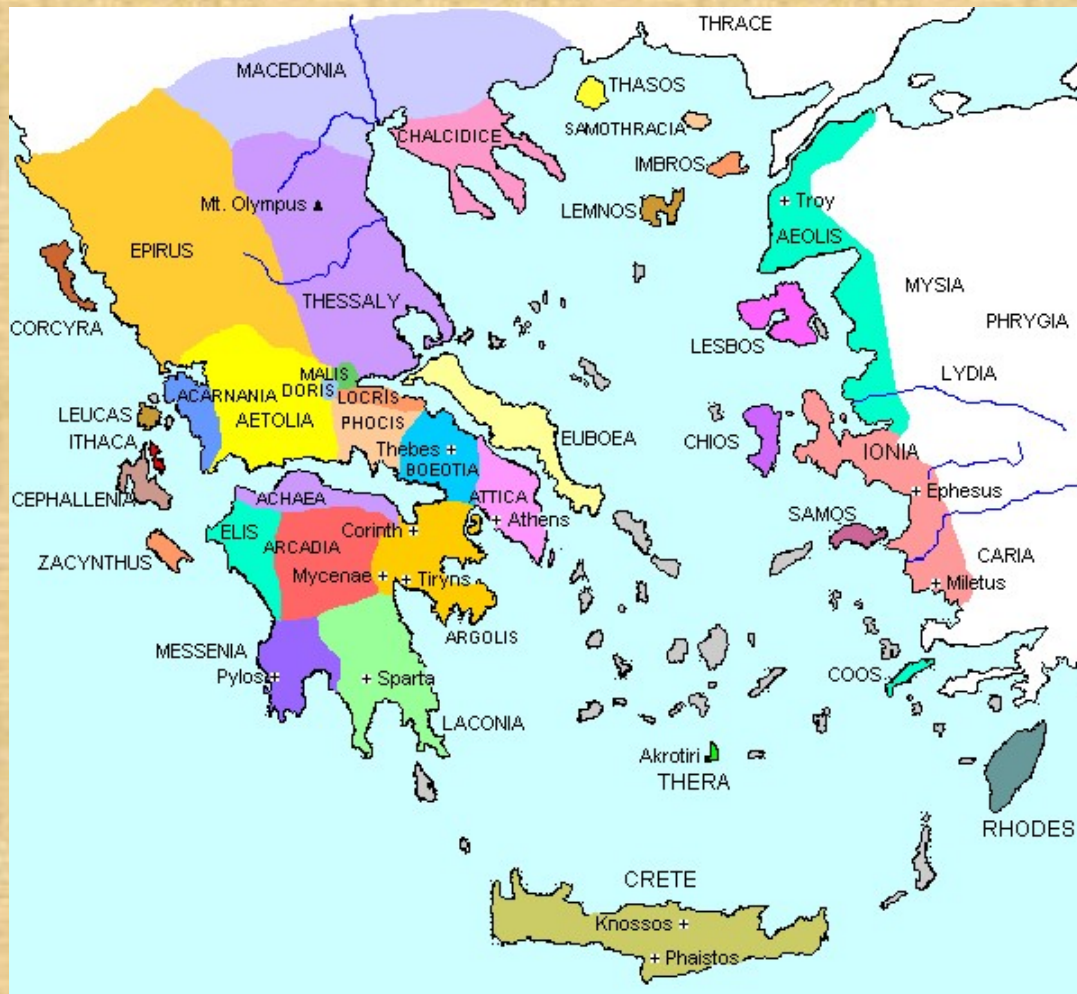 THRACE
MACEDONIA
THASOS
SAMOTHRACIA
CHALCIDICE
IMBROS
Mt. Olympus
LEMNOS
Troy
AEOLIS
EPIRUS
MYSIA
THESSALY
PHRYGIA
CORCYRA
LESBOS
MALIS
LYDIA
DORIS
ACARNANIA
LOCRIS
LEUCAS
AETOLIA
PHOCIS
ITHACA
EUBOEA
CHIOS
Thebes
IONIA
BOEOTIA
CEPHALLENIA
ACHAEA
ATTICA
Ephesus
SAMOS
Athens
ELIS
Corinth
ARCADIA
ZACYNTHUS
CARIA
Mycenae
Tiryns
Miletus
ARGOLIS
MESSENIA
Pylos
Sparta
COOS
LACONIA
Akrotiri
THERA
RHODES
CRETE
Knossos
Phaistos